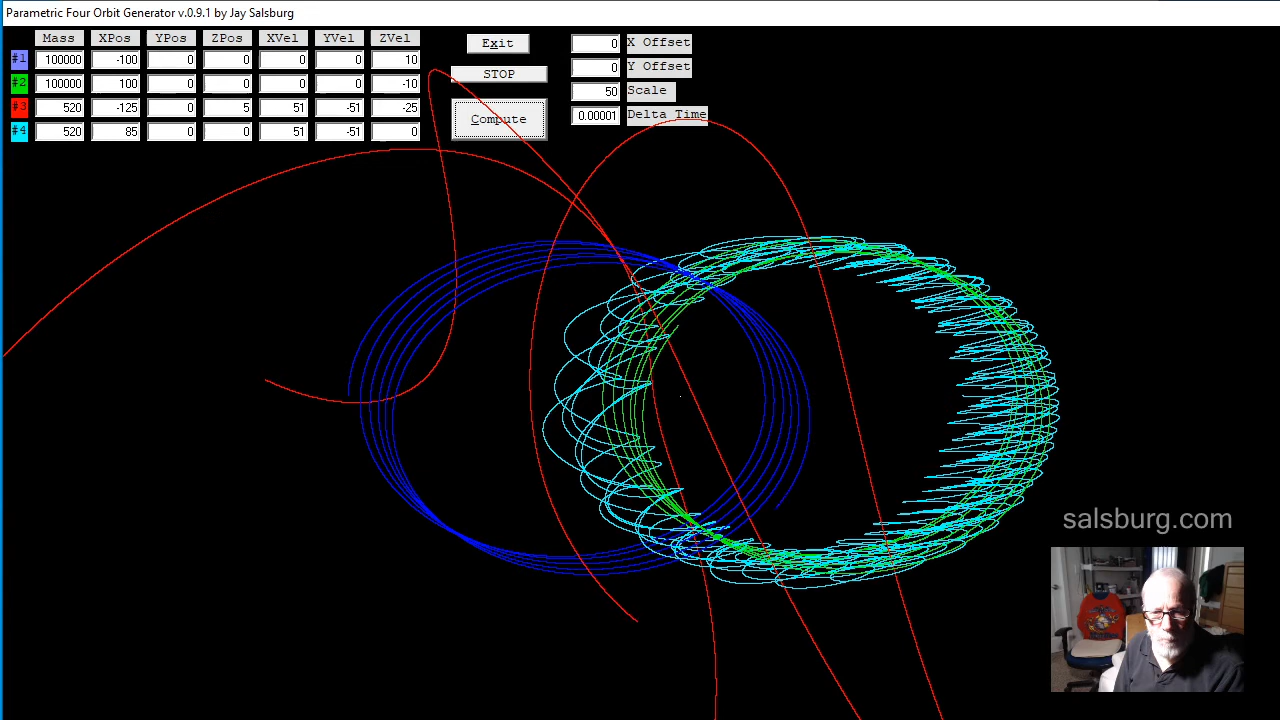 Parametric Four Orbit Generator v.0.9.1 by Jay Salsburg
Mass XPos YPos ZPos XVel YVel ZVel
#1 100000 -100 0 0 0 0 10
#2 100000 100 0 0 0 0 -10
#3 520 -125 0 5 51 -51 -25
#4 520 85 0 0 51 -51 0
Exit
STOP
Compute
0 X Offset
0 Y Offset
50 Scale
0.00001 Delta Time
salsburg.com